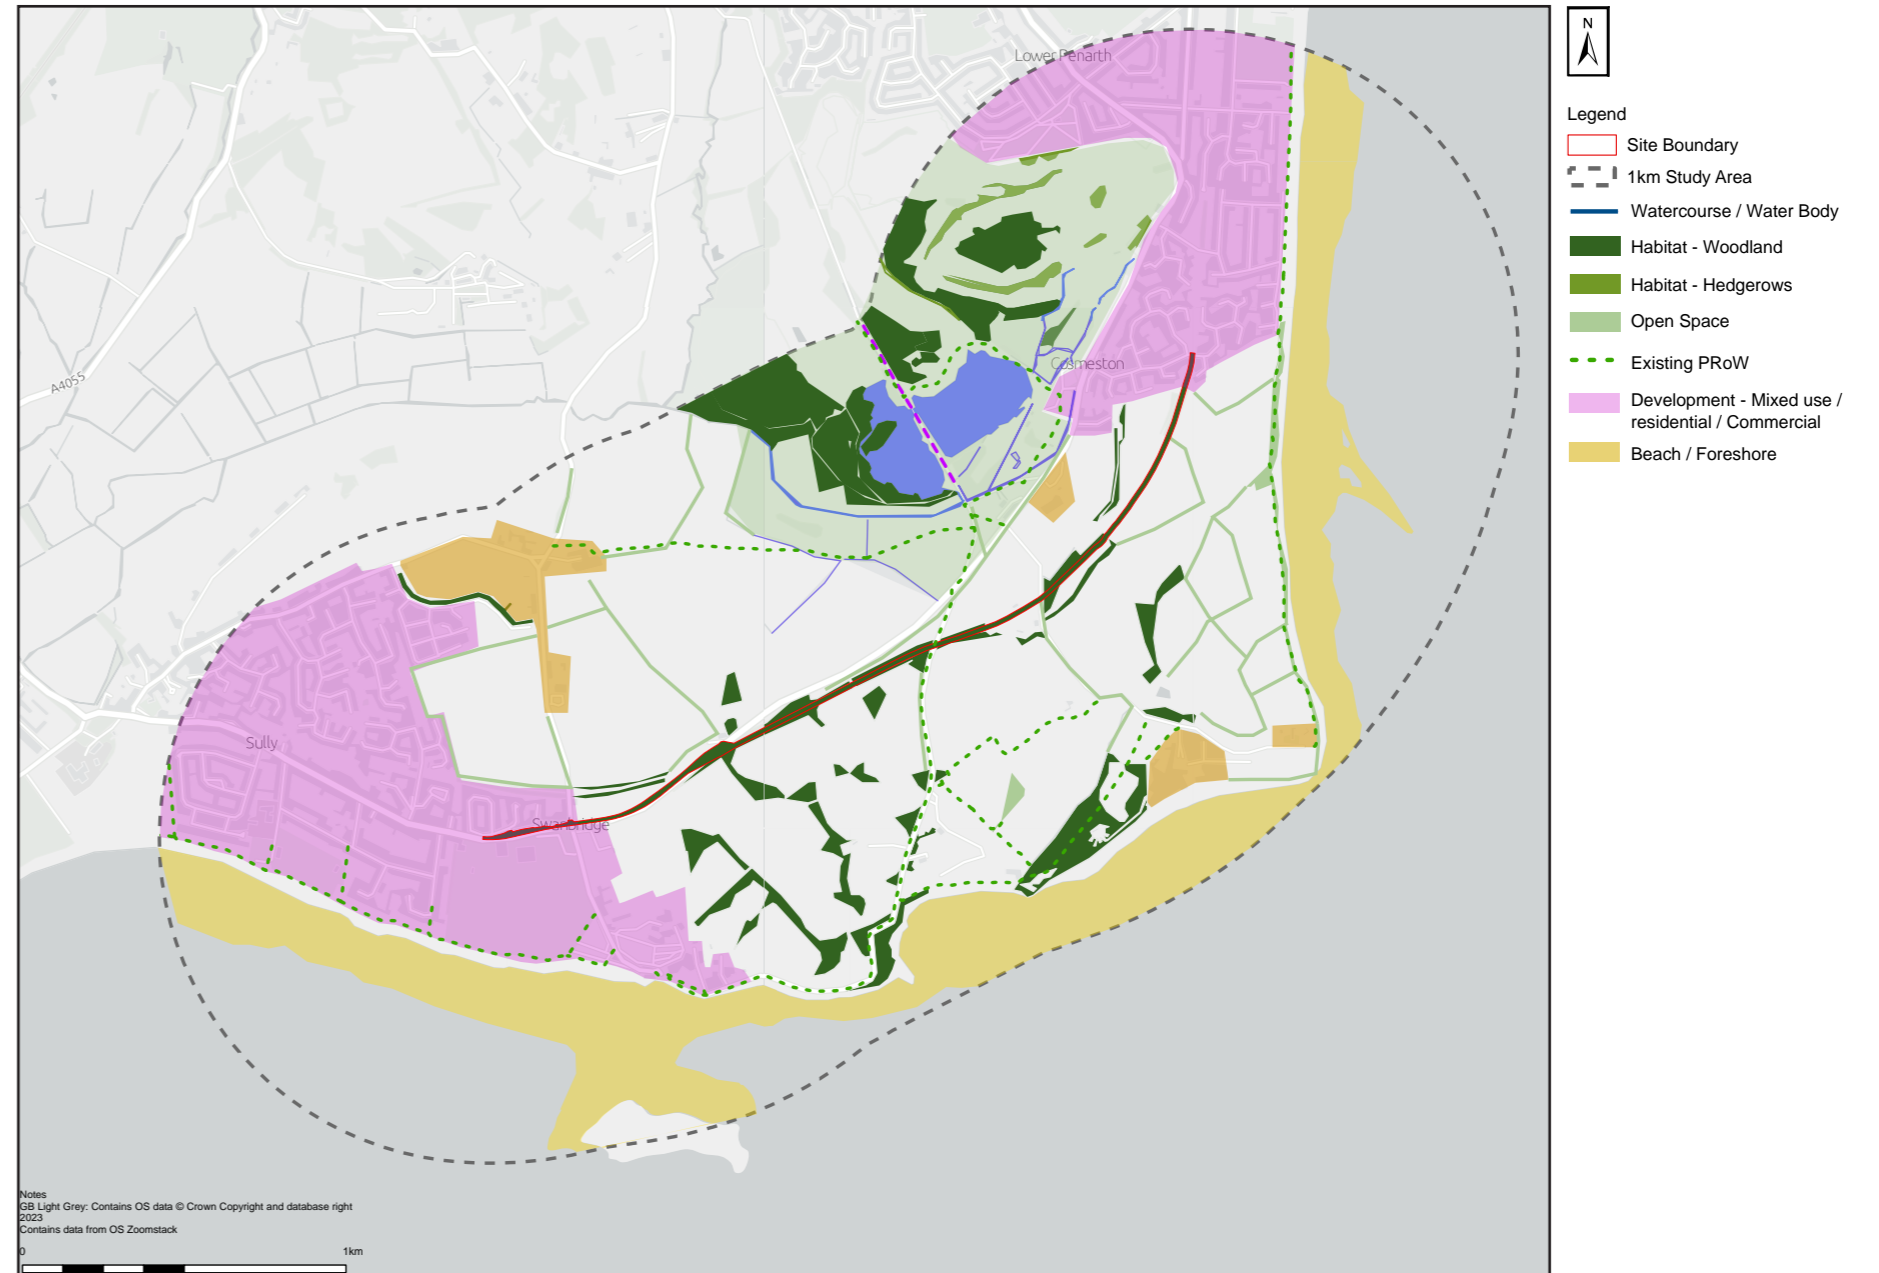 Lower Penarth
Cosmeston
A4055
Sully
Swanbridge
Notes
GB Light Grey: Contains OS data © Crown Copyright and database right
2023
Contains data from OS Zoomstack
0 1km
N
Legend
Site Boundary
1km Study Area
Watercourse / Water Body
Habitat - Woodland
Habitat - Hedgerows
Open Space
Existing PRoW
Development - Mixed use /
residential / Commercial
Beach / Foreshore